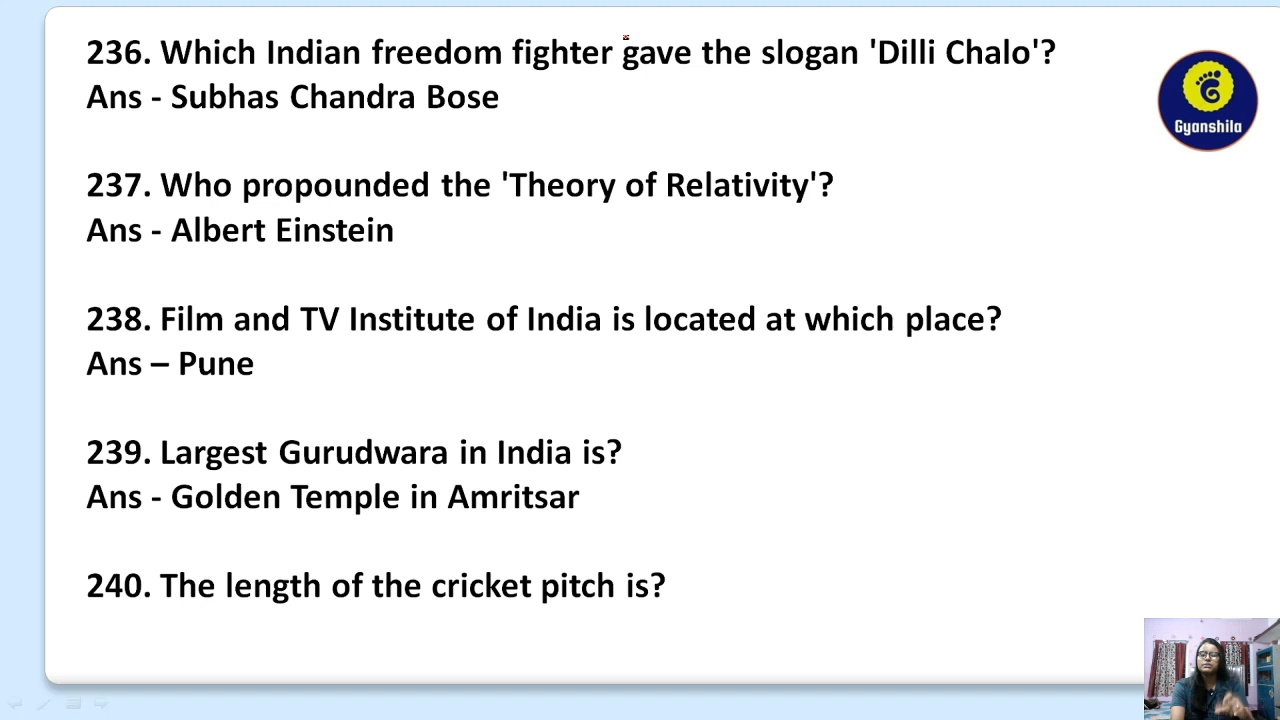 236. Which Indian freedom fighter gave the slogan 'Dilli Chalo'?
Ans - Subhas Chandra Bose
237. Who propounded the 'Theory of Relativity'?
Ans - Albert Einstein
238. Film and TV Institute of India is located at which place?
Ans – Pune
239. Largest Gurudwara in India is?
Ans - Golden Temple in Amritsar
240. The length of the cricket pitch is?
Gyanshila